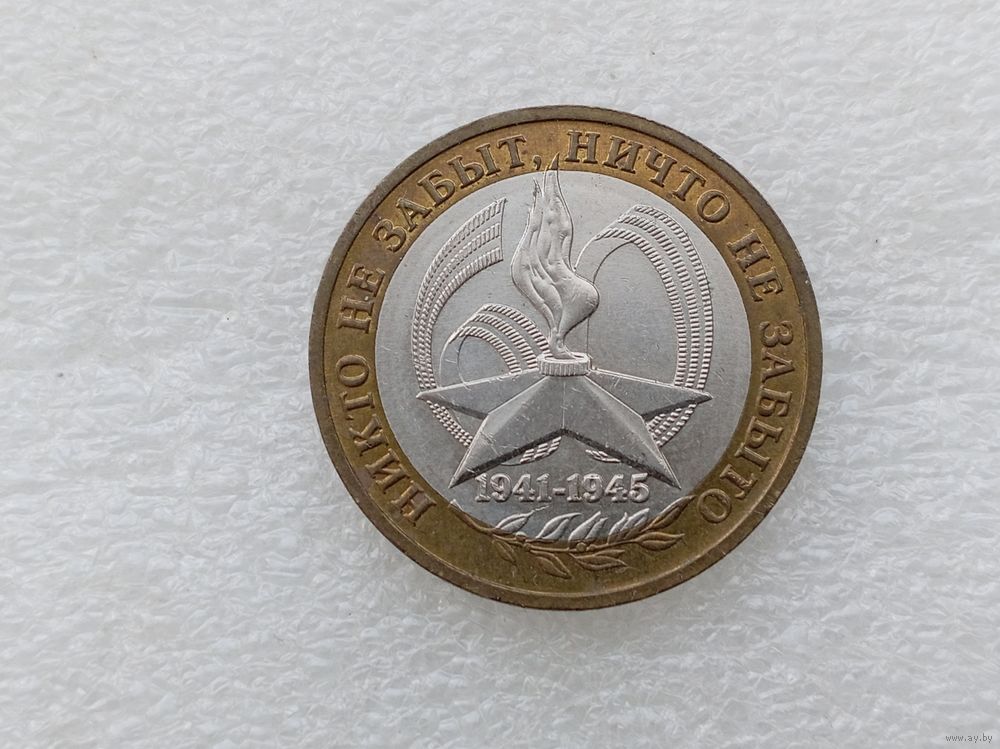 НИКТО НЕ ЗАБЫТ, НИЧТО НЕ ЗАБЫТО
1941-1945
www.ay.by